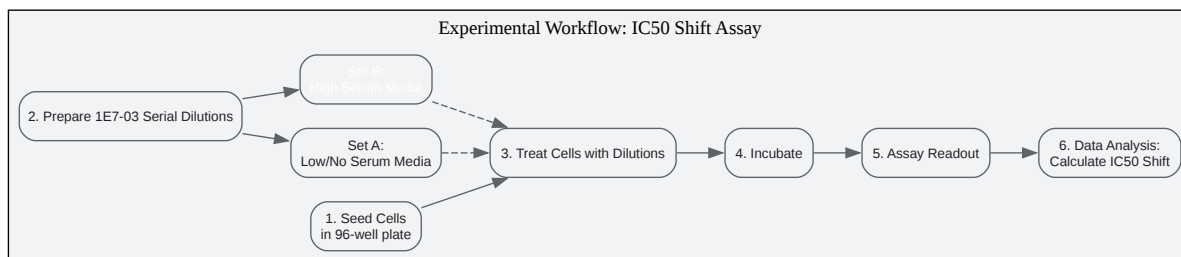 Experimental Workflow: IC50 Shift Assay
Set B:
High Serum Media
2. Prepare 1E7-03 Serial Dilutions
Set A:
Low/No Serum Media
3. Treat Cells with Dilutions
4. Incubate
5. Assay Readout
6. Data Analysis:
Calculate IC50 Shift
1. Seed Cells
in 96-well plate